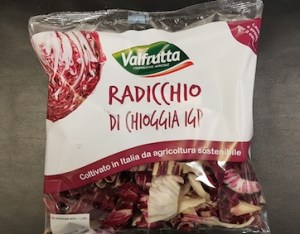 Valfrutta
RADICCHIO
DI CHIOGGIA IGP
Coltivato in Italia da agricoltura sostenibile